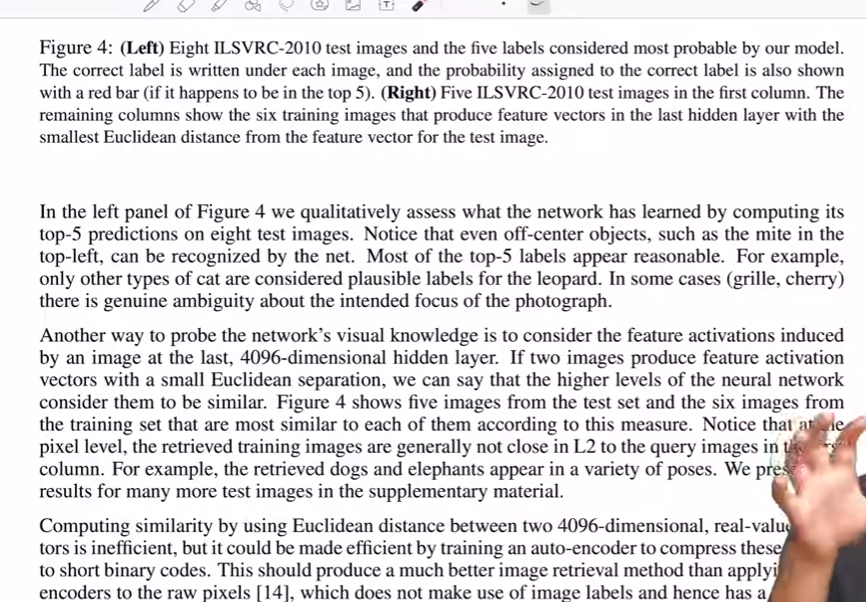 Figure 4: (Left) Eight ILSVRC-2010 test images and the five labels considered most probable by our model.
The correct label is written under each image, and the probability assigned to the correct label is also shown
with a red bar (if it happens to be in the top 5). (Right) Five ILSVRC-2010 test images in the first column. The
remaining columns show the six training images that produce feature vectors in the last hidden layer with the
smallest Euclidean distance from the feature vector for the test image.
In the left panel of Figure 4 we qualitatively assess what the network has learned by computing its
top-5 predictions on eight test images. Notice that even off-center objects, such as the mite in the
top-left, can be recognized by the net. Most of the top-5 labels appear reasonable. For example,
only other types of cat are considered plausible labels for the leopard. In some cases (grille, cherry)
there is genuine ambiguity about the intended focus of the photograph.
Another way to probe the network's visual knowledge is to consider the feature activations induced
by an image at the last, 4096-dimensional hidden layer. If two images produce feature activation
vectors with a small Euclidean separation, we can say that the higher levels of the neural network
consider them to be similar. Figure 4 shows five images from the test set and the six images from
the training set that are most similar to each of them according to this measure. Notice that at the
pixel level, the retrieved training images are generally not close in L2 to the query images in
column. For example, the retrieved dogs and elephants appear in a variety of poses. We
results for many more test images in the supplementary material.
Computing similarity by using Euclidean distance between two 4096-dimensional,
tors is inefficient, but it could be made efficient by training an auto-encoder to compress these
to short binary codes. This should produce a much better image retrieval method than
encoders to the raw pixels [14], which does not make use of image labels and hence has a